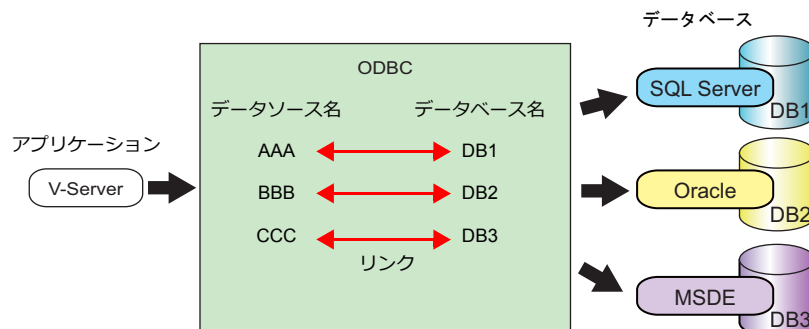 データベース
ODBC
SQL Server
DB1
データソース名 データベース名
アプリケーション
V-Server
AAA DB1
BBB DB2
CCC DB3
リンク
Oracle
DB2
MSDE
DB3